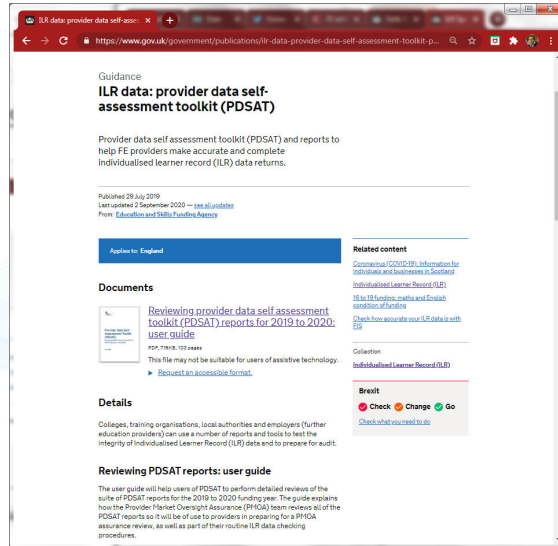 ILR data: provider data self-asses
https://www.gov.uk/government/publications/ilr-data-provider-data-self-assessment-toolkit-p...
Guidance
ILR data: provider data self-
assessment toolkit (PDSAT)
Provider data self assessment toolkit (PDSAT) and reports to
help FE providers make accurate and complete
individualised learner record (ILR) data returns.
Published 29 July 2019
Last updated 2 September 2020 — see all updates
From: Education and Skills Funding Agency
Applies to: England
Related content
Coronavirus (COVID-19): Information for
individuals and businesses in Scotland
Individualised Learner Record (ILR)
16 to 19 funding: maths and English
condition of funding
Check how accurate your ILR data is with
FIS
Collection
Individualised Learner Record (ILR)
Brexit
Check Change Go
Check what you need to do
Documents
Reviewing provider data self assessment
toolkit (PDSAT) reports for 2019 to 2020:
user guide
PDF, 716KB, 103 pages
This file may not be suitable for users of assistive technology.
Request an accessible format.
Details
Colleges, training organisations, local authorities and employers (further
education providers) can use a number of reports and tools to test the
integrity of Individualised Learner Record (ILR) data and to prepare for audit.
Reviewing PDSAT reports: user guide
The user guide will help users of PDSAT to perform detailed reviews of the
suite of PDSAT reports for the 2019 to 2020 funding year. The guide explains
how the Provider Market Oversight Assurance (PMOA) team reviews all of the
PDSAT reports so it will be of use to providers in preparing for a PMOA
assurance review, as well as part of their routine ILR data checking
procedures.